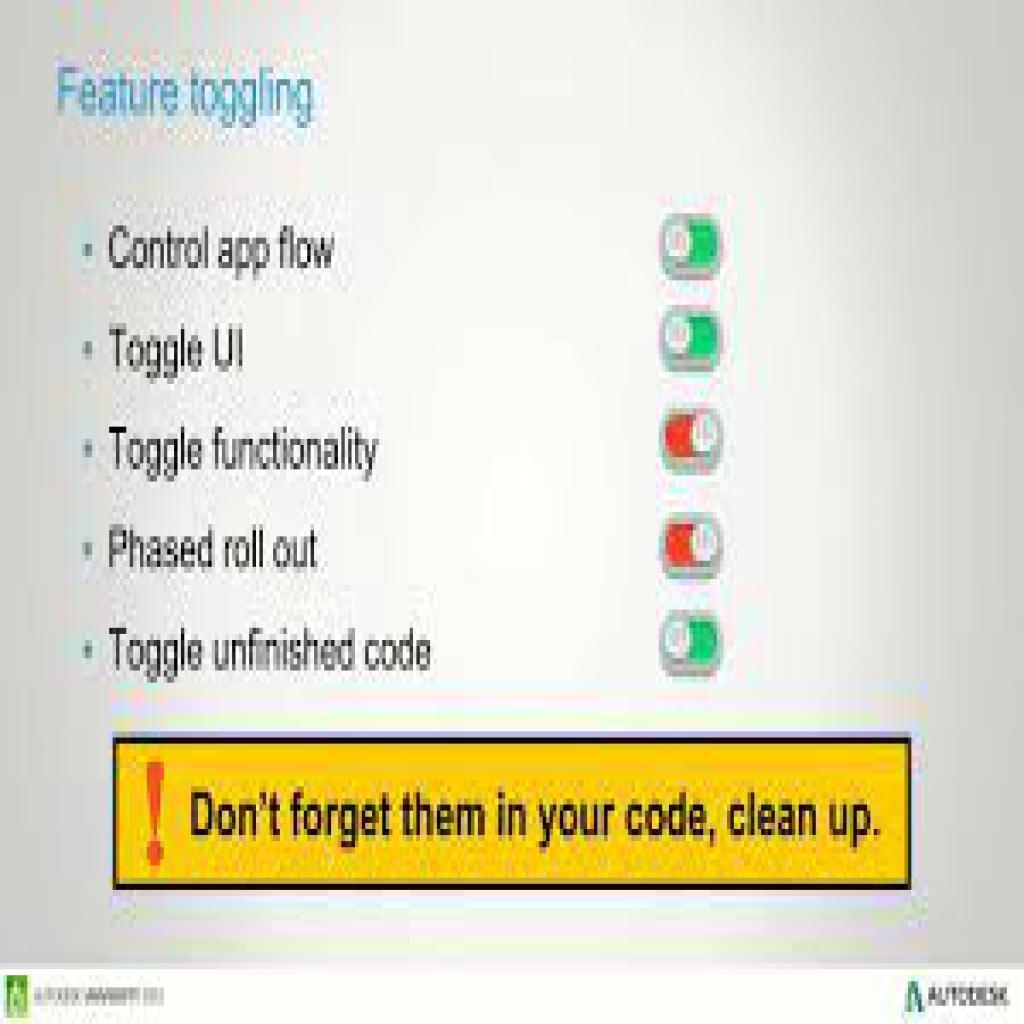 Feature toggling
• Control app flow
• Toggle UI
• Toggle functionality
• Phased roll out
• Toggle unfinished code
! Don't forget them in your code, clean up.
AUTODESK